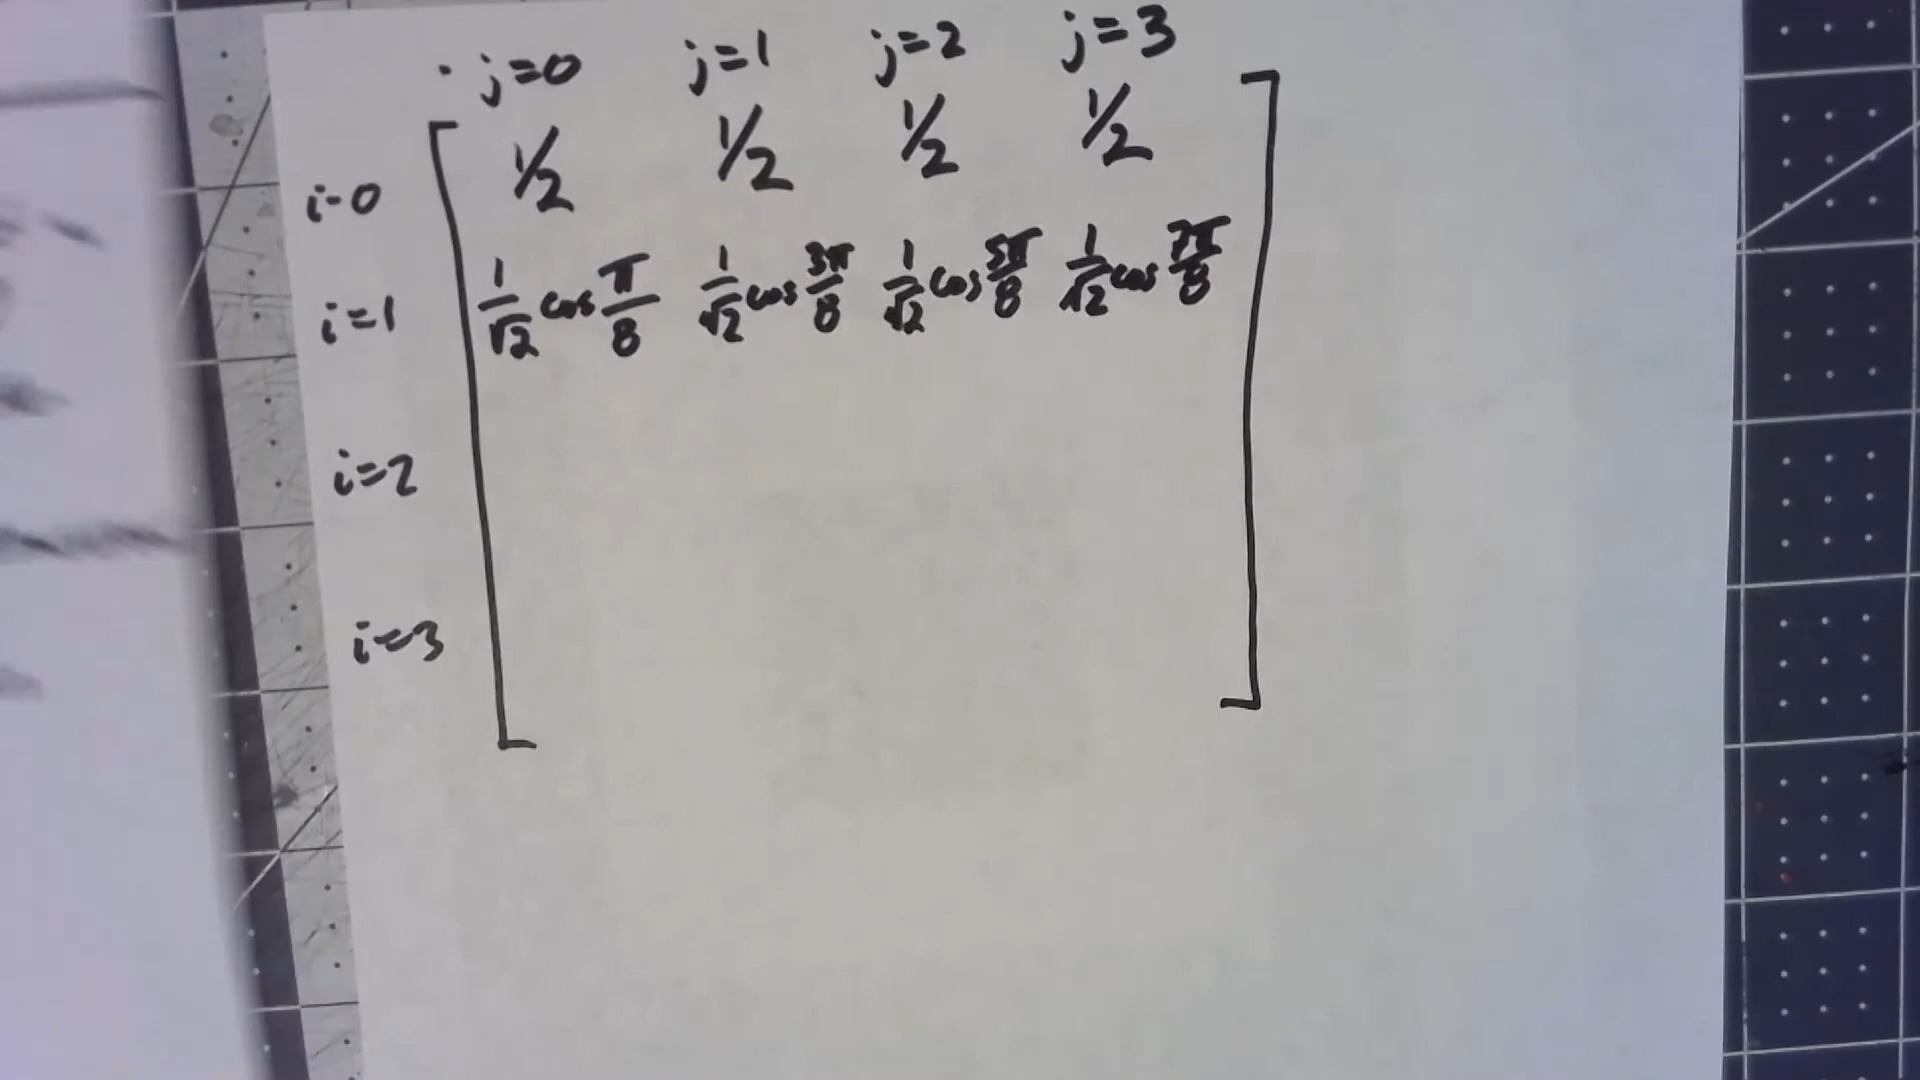 j=0 j=1 j=2 j=3
i=0 1/2 1/2 1/2 1/2
i=1 1/√2 cos π/8 1/√2 cos 3π/8 1/√2 cos 5π/8 1/√2 cos 7π/8
i=2
i=3